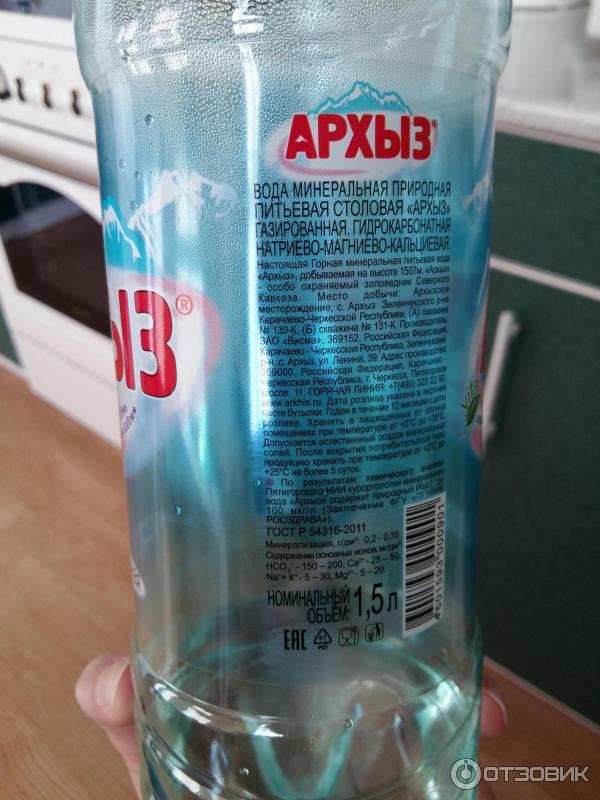 АРХЫЗ®
ВОДА МИНЕРАЛЬНАЯ ПРИРОДНАЯ
ПИТЬЕВАЯ СТОЛОВАЯ «АРХЫЗ»
ГАЗИРОВАННАЯ. ГИДРОКАРБОНАТНАЯ
НАТРИЕВО-МАГНИЕВО-КАЛЬЦИЕВАЯ.
Настоящая Горная минеральная питьевая вода
«Архыз», добываемая на высоте 1507м. «Архыз»
- особо охраняемый заповедник Северного
Кавказа. Место добычи: Архызское
месторождение, с. Архыз Зеленчукского р-на
Карачаево-Черкесской Республики, (А) скважина
№ 130-К, (Б) скважина № 131-К. Производитель
ЗАО «Висма», 369152, Российская Федерация,
Карачаево - Черкесская Республика, Зеленчукский
р-н, с. Архыз, ул. Ленина, 39. Адрес производства:
369000, Российская Федерация, Карачаево -
Черкесская Республика, г. Черкесск, Пятигорское
шоссе, 11; ГОРЯЧАЯ ЛИНИЯ: +7(499) 322 22 92.
www.arkhis.ru. Дата розлива указана в верхней
части бутылки. Годен в течение 12 месяцев с даты
розлива. Хранить в защищенных от солнца
помещениях при температуре от +2°С до +35°С.
Допускается естественный осадок минеральных
солей. После вскрытия потребительской тары
продукцию хранить при температуре от +2°С до
+25°С не более 5 суток.
* По результатам химического анализа
Пятигорского НИИ курортологии минеральная
вода «Архыз» содержит природный Йод до
100 мкг/л (Заключение ФГУ «ПГНИИК
РОСЗДРАВА»).
ГОСТ Р 54316-2011
Минерализация, г/дм³: 0,2 - 0,35
Содержание основных ионов, мг/дм³
HCO₃⁻ - 150 – 200, Ca²⁺ - 25 – 50,
Na⁺+ K⁺ - 5 – 30, Mg²⁺ - 5 – 20.
НОМИНАЛЬНЫЙ
ОБЪЕМ: 1,5 л
EAC
01
PET
4601593000901
ЫЗ®
ОТЗОВИК